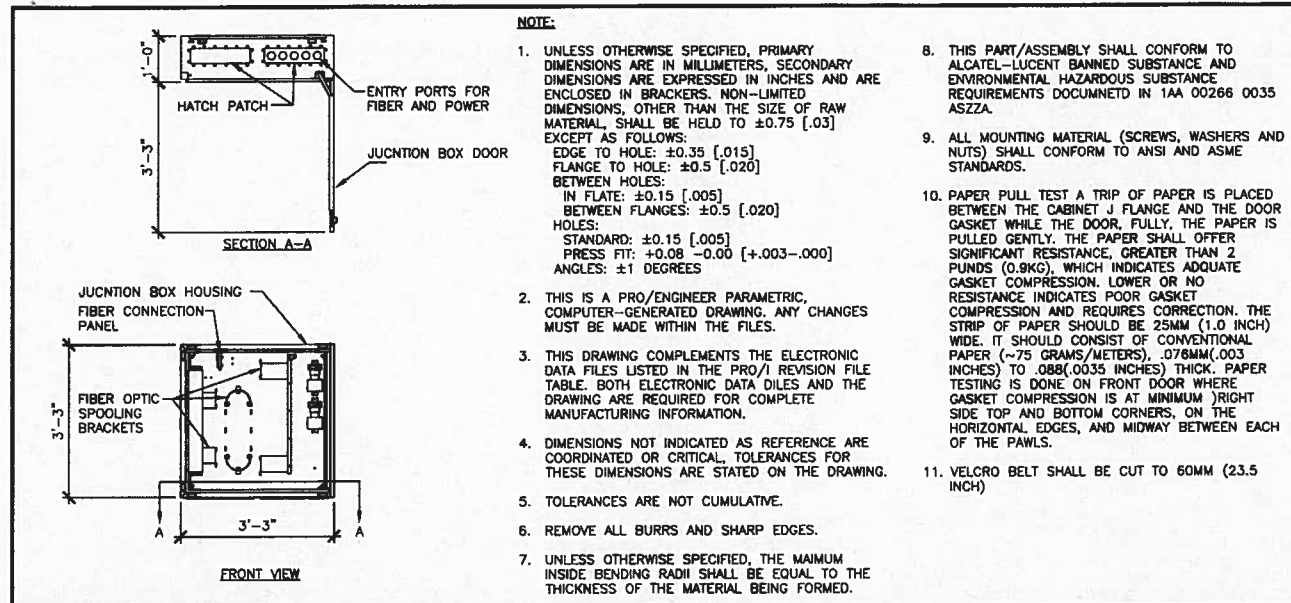 1'-0"
HATCH PATCH
ENTRY PORTS FOR
FIBER AND POWER
3'-3"
JUCNTION BOX DOOR
SECTION A-A
JUCNTION BOX HOUSING
FIBER CONNECTION
PANEL
FIBER OPTIC
SPOOLING
BRACKETS
3'-3"
A
3'-3"
A
FRONT VIEW
NOTE:
1. UNLESS OTHERWISE SPECIFIED, PRIMARY
DIMENSIONS ARE IN MILLIMETERS, SECONDARY
DIMENSIONS ARE EXPRESSED IN INCHES AND ARE
ENCLOSED IN BRACKERS. NON-LIMITED
DIMENSIONS, OTHER THAN THE SIZE OF RAW
MATERIAL, SHALL BE HELD TO ±0.75 [.03]
EXCEPT AS FOLLOWS:
EDGE TO HOLE: ±0.35 [.015]
FLANGE TO HOLE: ±0.5 [.020]
BETWEEN HOLES:
IN FLATE: ±0.15 [.005]
BETWEEN FLANGES: ±0.5 [.020]
HOLES:
STANDARD: ±0.15 [.005]
PRESS FIT: +0.08 -0.00 [+.003-.000]
ANGLES: ±1 DEGREES
2. THIS IS A PRO/ENGINEER PARAMETRIC,
COMPUTER-GENERATED DRAWING. ANY CHANGES
MUST BE MADE WITHIN THE FILES.
3. THIS DRAWING COMPLEMENTS THE ELECTRONIC
DATA FILES LISTED IN THE PRO/I REVISION FILE
TABLE. BOTH ELECTRONIC DATA DILES AND THE
DRAWING ARE REQUIRED FOR COMPLETE
MANUFACTURING INFORMATION.
4. DIMENSIONS NOT INDICATED AS REFERENCE ARE
COORDINATED OR CRITICAL, TOLERANCES FOR
THESE DIMENSIONS ARE STATED ON THE DRAWING.
5. TOLERANCES ARE NOT CUMULATIVE.
6. REMOVE ALL BURRS AND SHARP EDGES.
7. UNLESS OTHERWISE SPECIFIED, THE MAIMUM
INSIDE BENDING RADII SHALL BE EQUAL TO THE
THICKNESS OF THE MATERIAL BEING FORMED.
8. THIS PART/ASSEMBLY SHALL CONFORM TO
ALCATEL-LUCENT BANNED SUBSTANCE AND
ENVIRONMENTAL HAZARDOUS SUBSTANCE
REQUIREMENTS DOCUMNETD IN 1AA 00266 0035
ASZZA.
9. ALL MOUNTING MATERIAL (SCREWS, WASHERS AND
NUTS) SHALL CONFORM TO ANSI AND ASME
STANDARDS.
10. PAPER PULL TEST A TRIP OF PAPER IS PLACED
BETWEEN THE CABINET J FLANGE AND THE DOOR
GASKET WHILE THE DOOR, FULLY, THE PAPER IS
PULLED GENTLY. THE PAPER SHALL OFFER
SIGNIFICANT RESISTANCE, GREATER THAN 2
PUNDS (0.9KG), WHICH INDICATES ADQUATE
GASKET COMPRESSION. LOWER OR NO
RESISTANCE INDICATES POOR GASKET
COMPRESSION AND REQUIRES CORRECTION. THE
STRIP OF PAPER SHOULD BE 25MM (1.0 INCH)
WIDE. IT SHOULD CONSIST OF CONVENTIONAL
PAPER (~75 GRAMS/METERS), .076MM(.003
INCHES) TO .088(.0035 INCHES) THICK. PAPER
TESTING IS DONE ON FRONT DOOR WHERE
GASKET COMPRESSION IS AT MINIMUM )RIGHT
SIDE TOP AND BOTTOM CORNERS, ON THE
HORIZONTAL EDGES, AND MIDWAY BETWEEN EACH
OF THE PAWLS.
11. VELCRO BELT SHALL BE CUT TO 60MM (23.5
INCH)